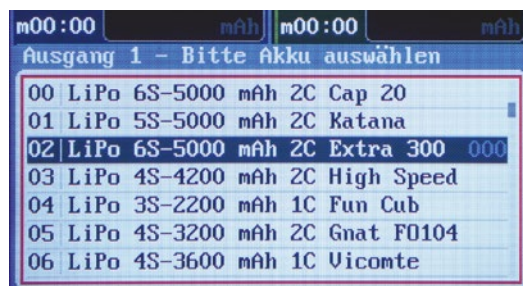 m00:00 mAh m00:00 mAh
Ausgang 1 - Bitte Akku auswählen
00 LiPo 6S-5000 mAh 2C Cap 20
01 LiPo 5S-5000 mAh 2C Katana
02 LiPo 6S-5000 mAh 2C Extra 300 000
03 LiPo 4S-4200 mAh 2C High Speed
04 LiPo 3S-2200 mAh 1C Fun Cub
05 LiPo 4S-3200 mAh 2C Gnat F0104
06 LiPo 4S-3600 mAh 1C Vicomte